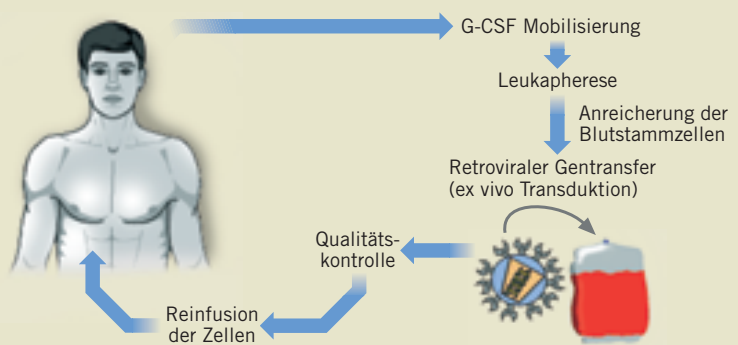 G-CSF Mobilisierung
Leukapherese
Anreicherung der
Blutstammzellen
Retroviraler Gentransfer
(ex vivo Transduktion)
Qualitäts-
kontrolle
Reinfusion
der Zellen